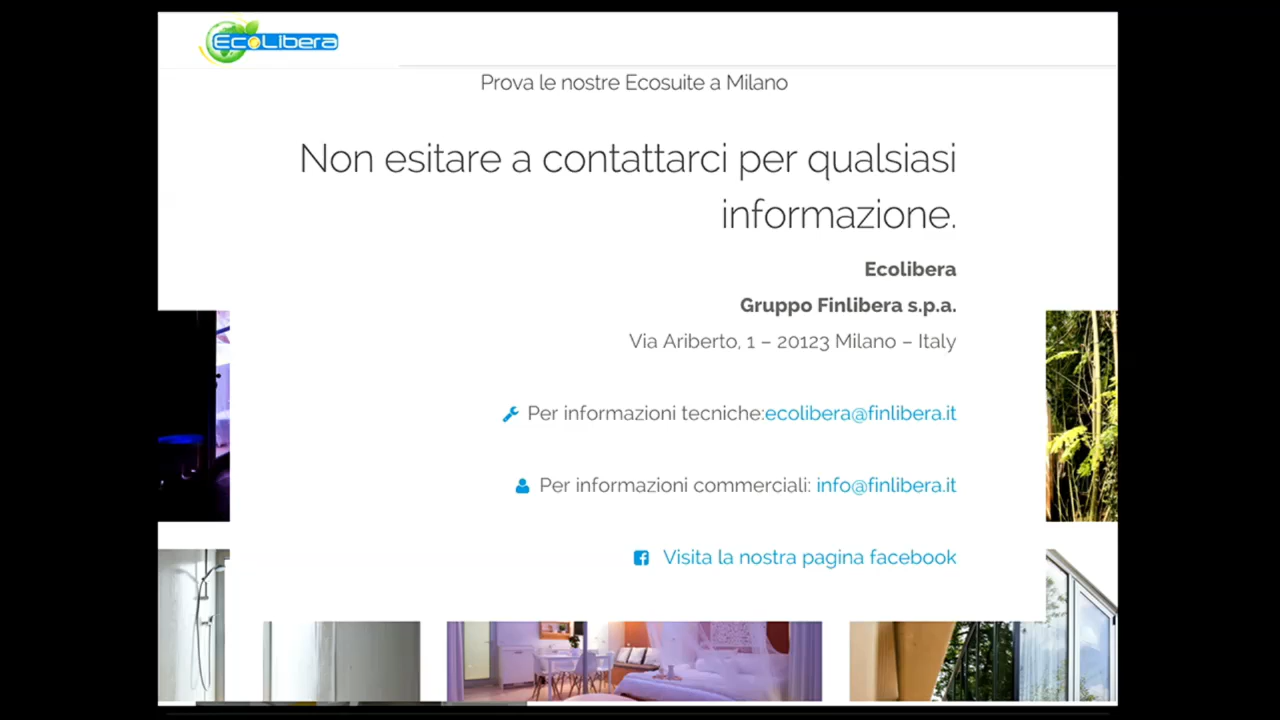 EcoLibera
Prova le nostre Ecosuite a Milano
Non esitare a contattarci per qualsiasi
informazione.
Ecolibera
Gruppo Finlibera s.p.a.
Via Ariberto, 1 – 20123 Milano – Italy
Per informazioni tecniche:ecolibera@finlibera.it
Per informazioni commerciali: info@finlibera.it
Visita la nostra pagina facebook